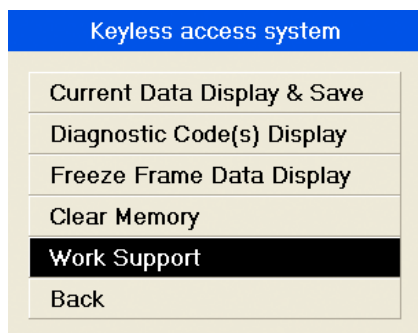 Keyless access system
Current Data Display & Save
Diagnostic Code(s) Display
Freeze Frame Data Display
Clear Memory
Work Support
Back